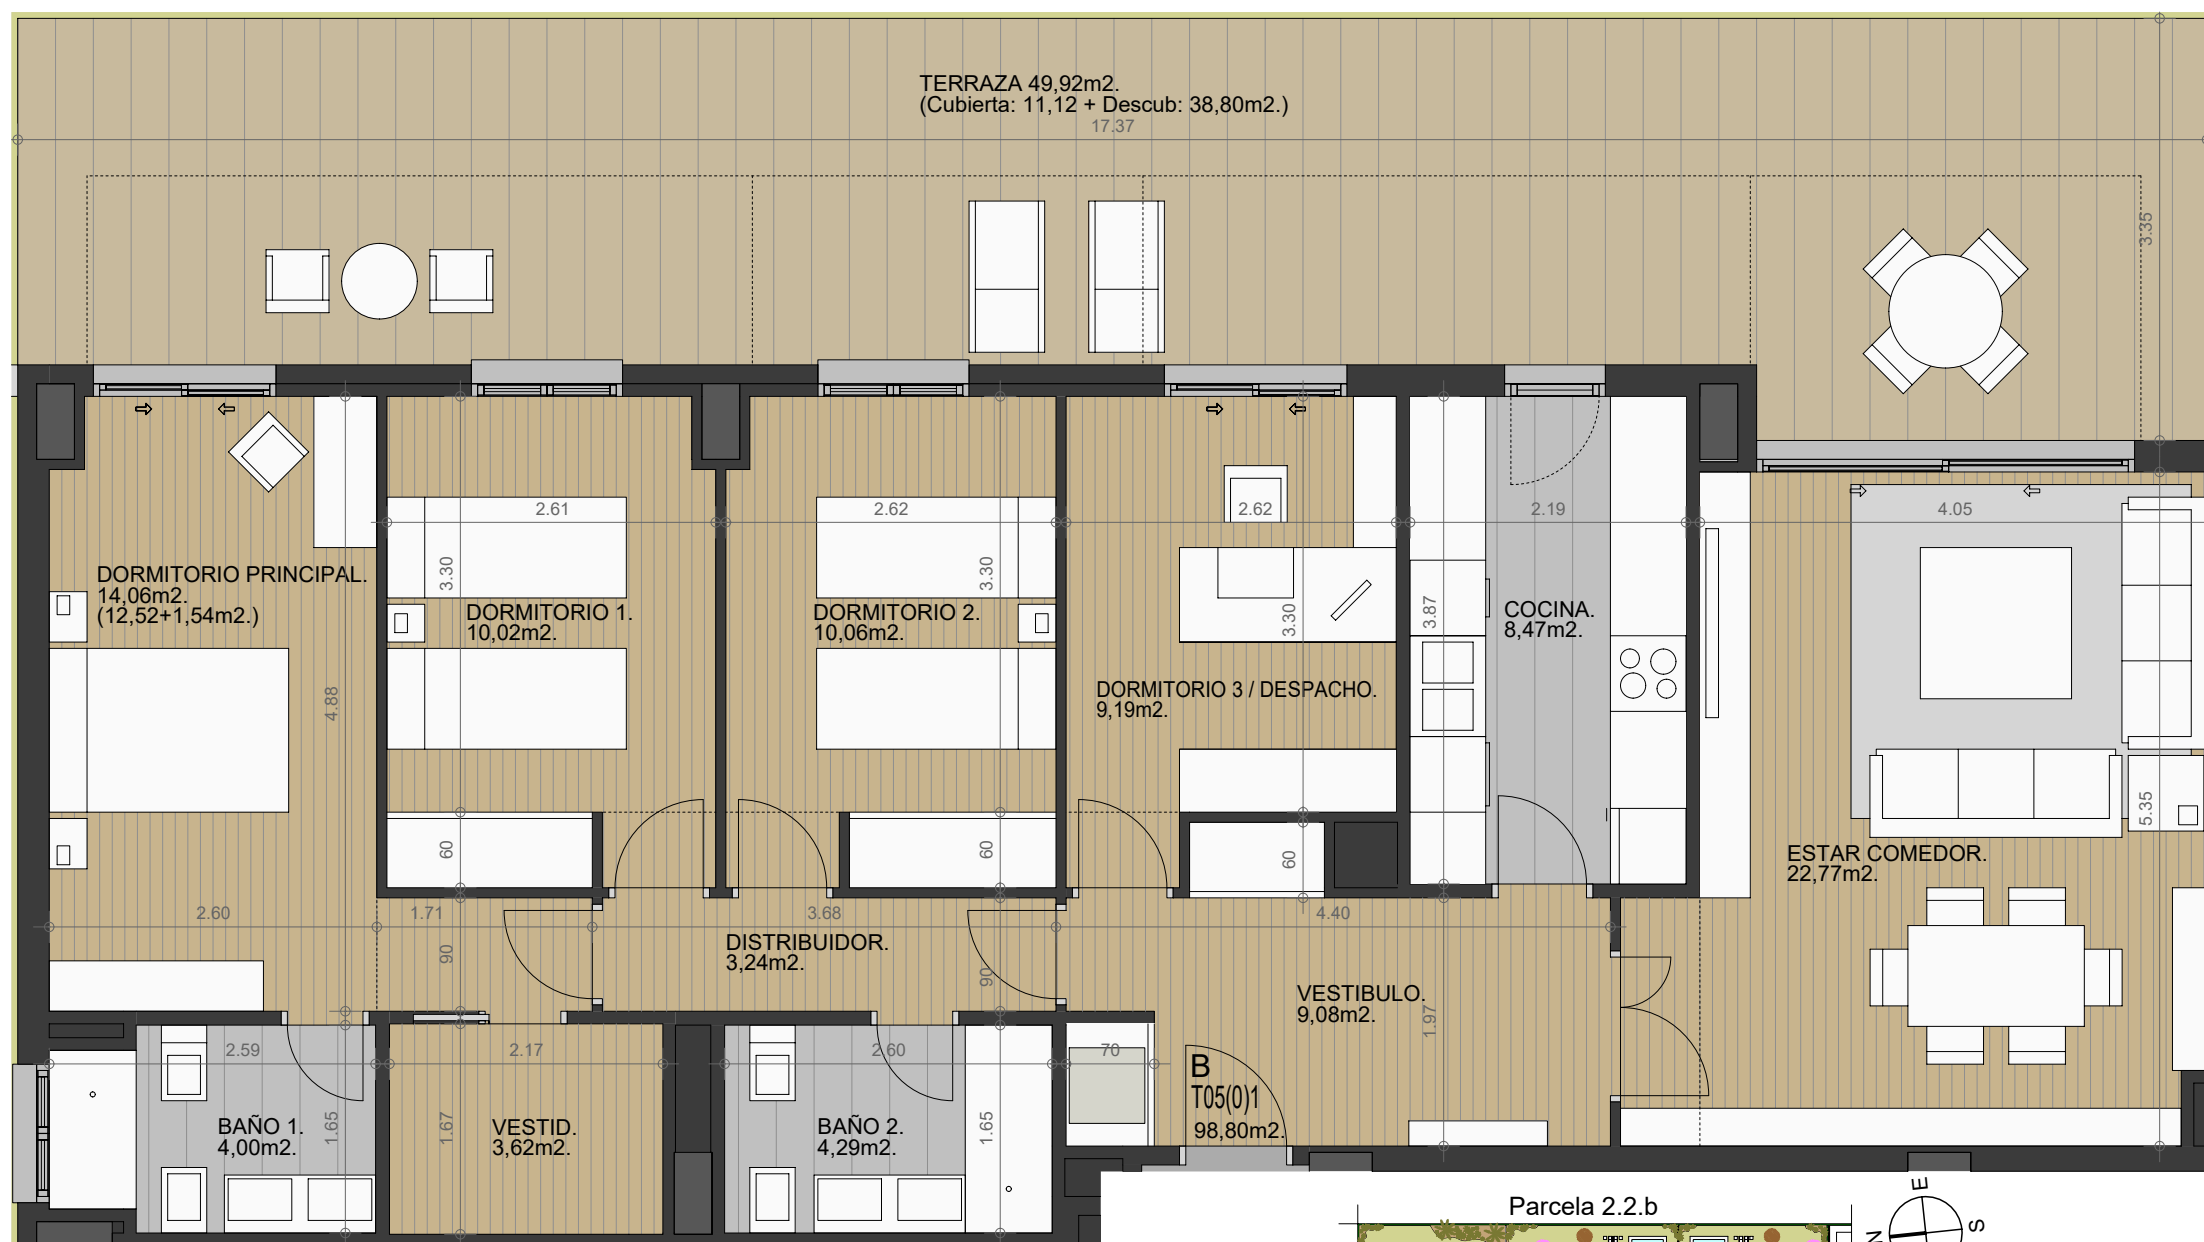 TERRAZA 49,92m2.
(Cubierta: 11,12 + Descub: 38,80m2.)
17.37
3.35
2.61
2.62
2.62
2.19
4.05
3.30
3.30
3.30
3.87
DORMITORIO PRINCIPAL.
14,06m2.
(12,52+1,54m2.)
DORMITORIO 1.
10,02m2.
DORMITORIO 2.
10,06m2.
COCINA.
8,47m2.
4.88
DORMITORIO 3 / DESPACHO.
9,19m2.
5.35
60
60
60
ESTAR COMEDOR.
22,77m2.
2.60
1.71
3.68
4.40
90
DISTRIBUIDOR.
3,24m2.
90
VESTIBULO.
9,08m2.
1.97
2.59
2.17
2.60
70
B
T05(0)1
98,80m2.
BAÑO 1.
4,00m2.
1.65
1.67
VESTID.
3,62m2.
BAÑO 2.
4,29m2.
1.65
Parcela 2.2.b
E
S
N